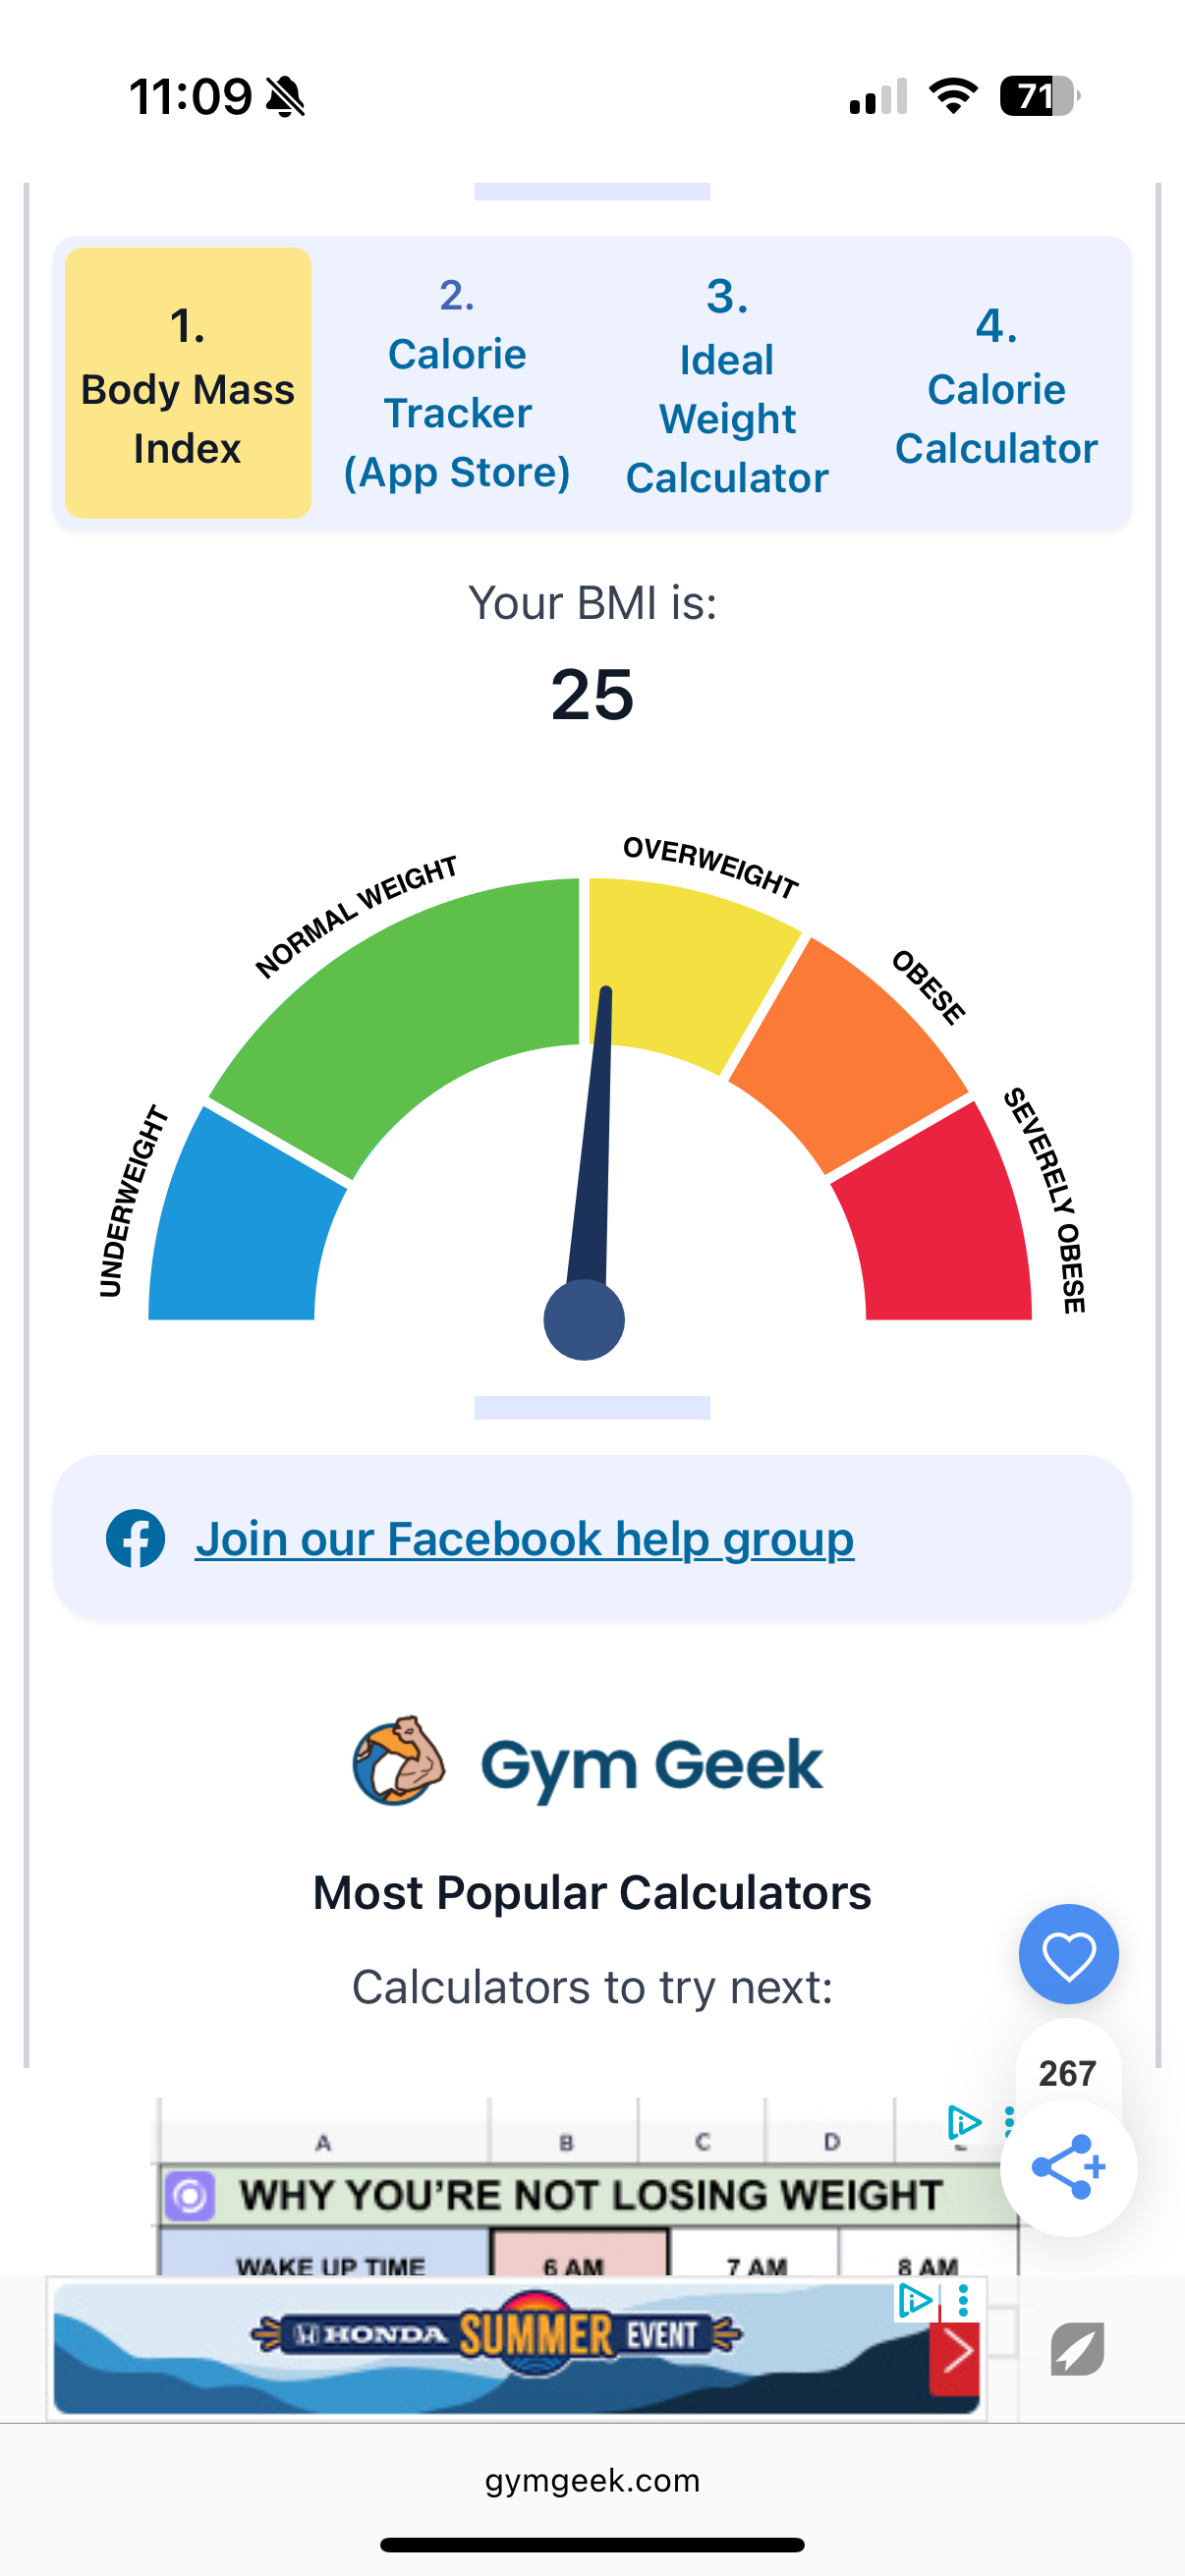 11:09
71
1.
Body Mass
Index
2.
Calorie
Tracker
(App Store)
3.
Ideal
Weight
Calculator
4.
Calorie
Calculator
Your BMI is:
25
UNDERWEIGHT
NORMAL WEIGHT
OVERWEIGHT
OBESE
SEVERELY OBESE
Join our Facebook help group
Gym Geek
Most Popular Calculators
Calculators to try next:
267
A B C D
WHY YOU’RE NOT LOSING WEIGHT
WAKE UP TIME 6 AM 7 AM 8 AM
HONDA SUMMER EVENT
gymgeek.com